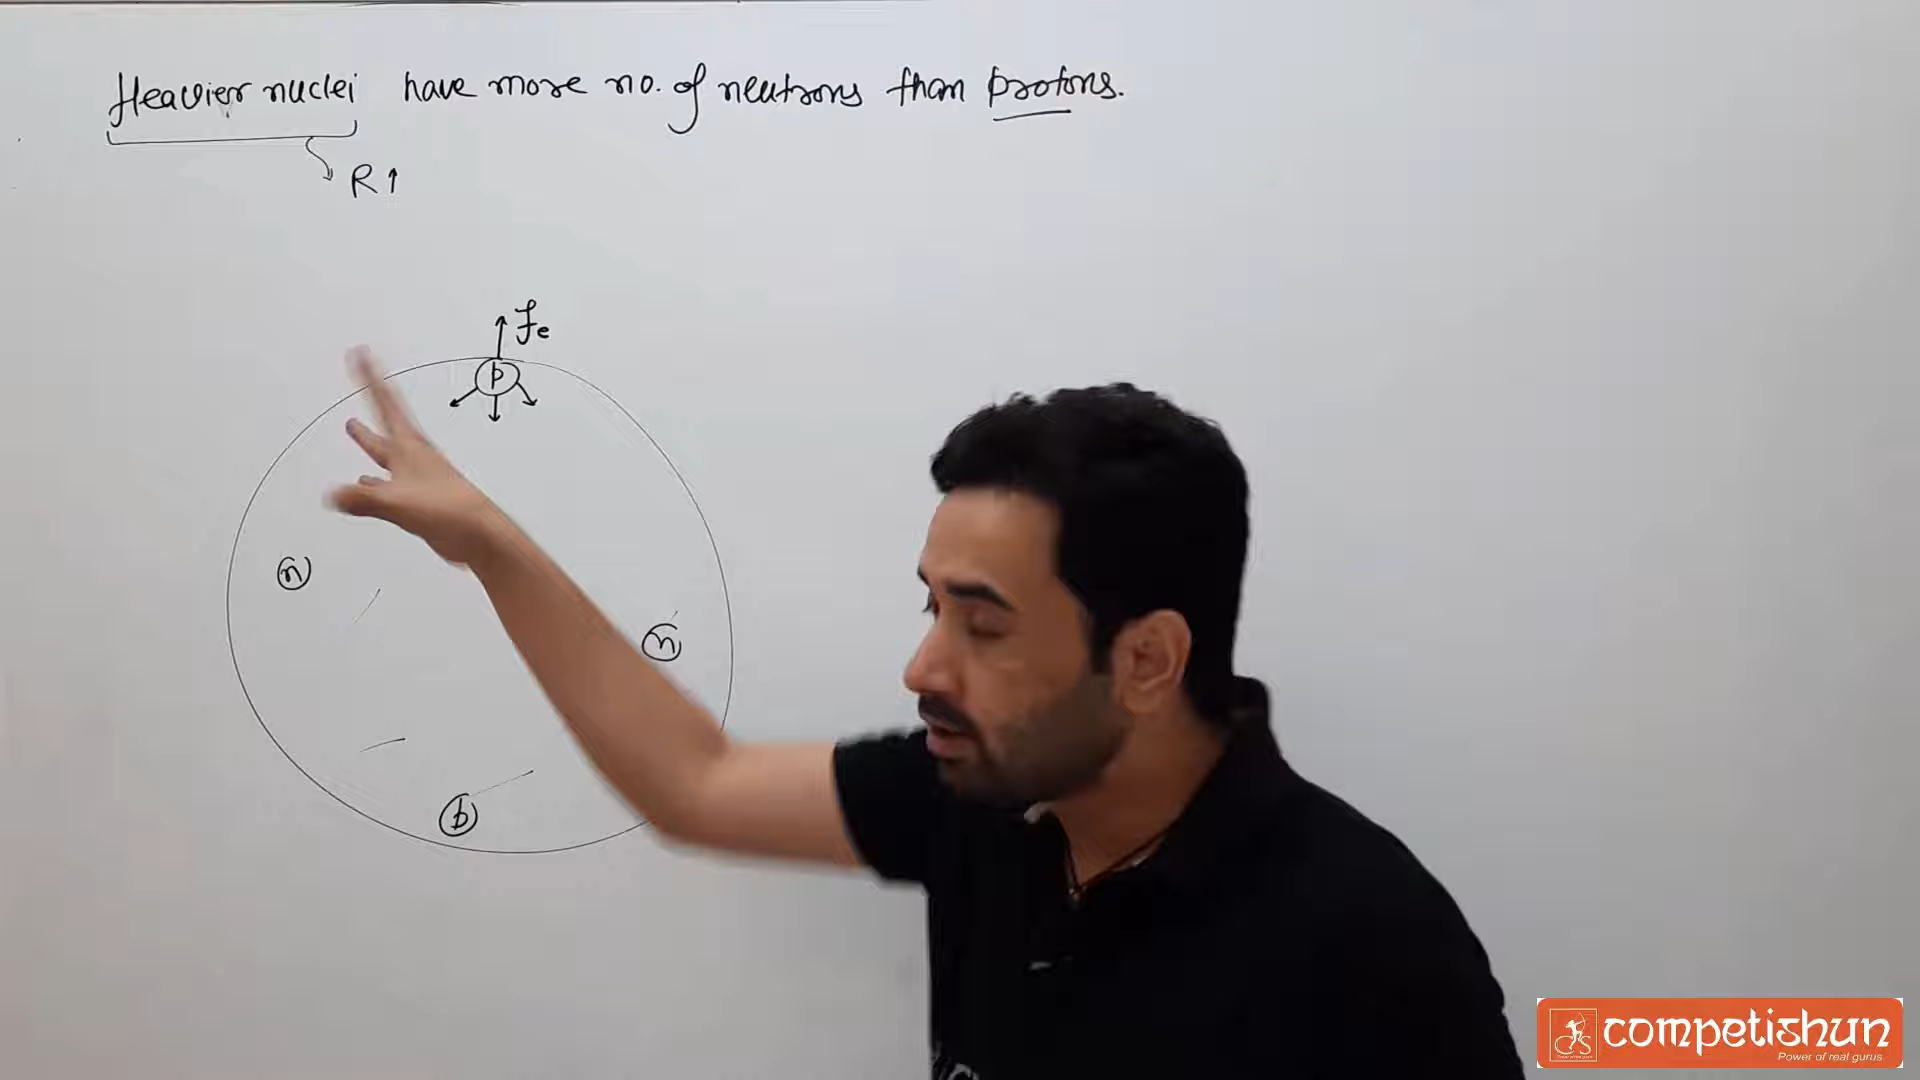 Heavier nuclei have more no. of neutrons than protons.
R↑
Fe
p
n
n
p
competishun
Power of real gurus